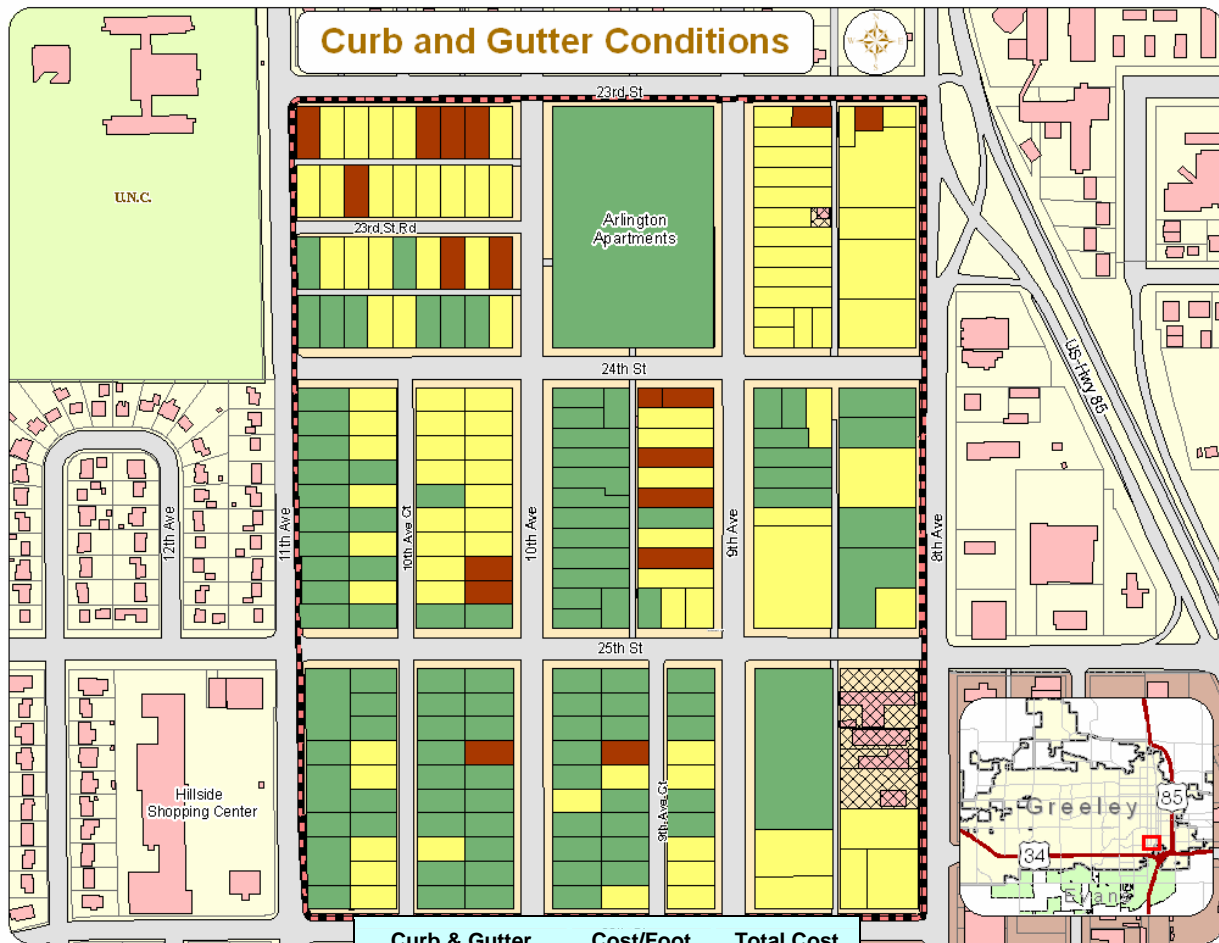 Curb and Gutter Conditions
N
W E
S
23rd St
U.N.C.
Arlington
Apartments
23rd St Rd
24th St
US Hwy 85
12th Ave
11th Ave
10th Ave Ct
10th Ave
9th Ave
8th Ave
25th St
Hillside
Shopping Center
9th Ave Ct
Greeley
85
34
Evans
Curb & Gutter Cost/Foot Total Cost